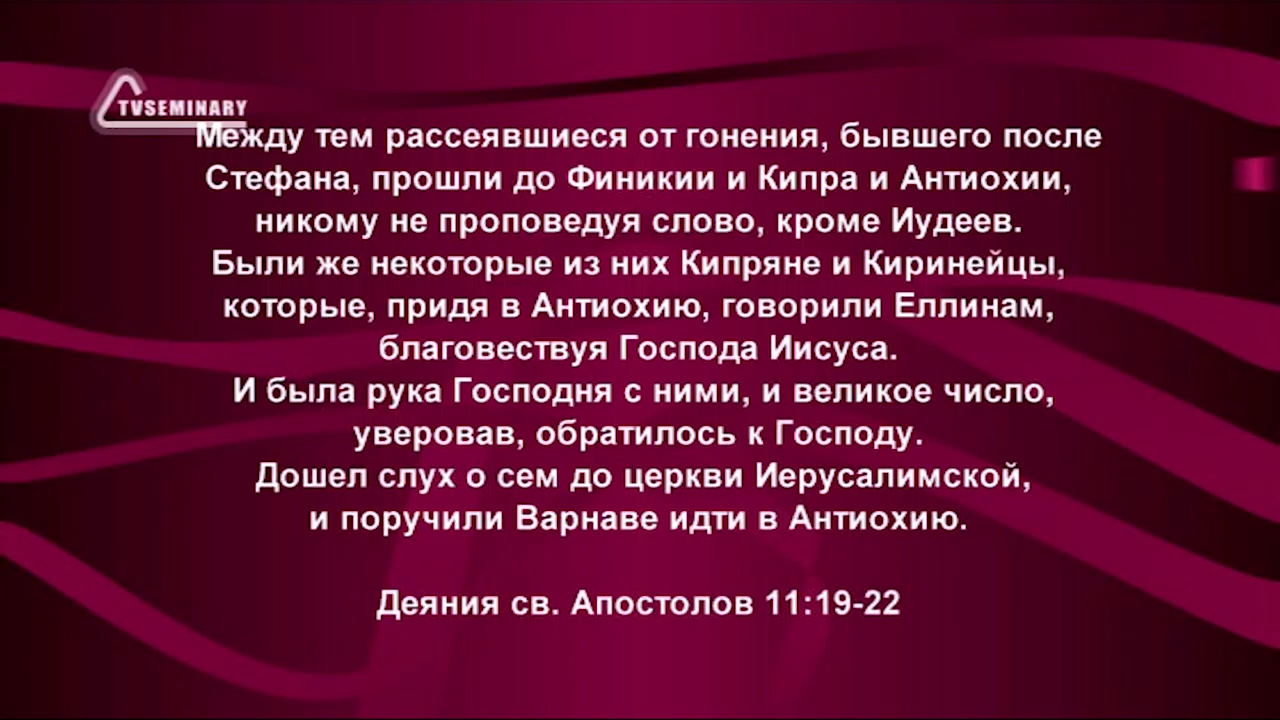 TVSEMINARY
Между тем рассеявшиеся от гонения, бывшего после
Стефана, прошли до Финикии и Кипра и Антиохии,
никому не проповедуя слово, кроме Иудеев.
Были же некоторые из них Кипряне и Киринейцы,
которые, придя в Антиохию, говорили Еллинам,
благовествуя Господа Иисуса.
И была рука Господня с ними, и великое число,
уверовав, обратилось к Господу.
Дошел слух о сем до церкви Иерусалимской,
и поручили Варнаве идти в Антиохию.
Деяния св. Апостолов 11:19-22